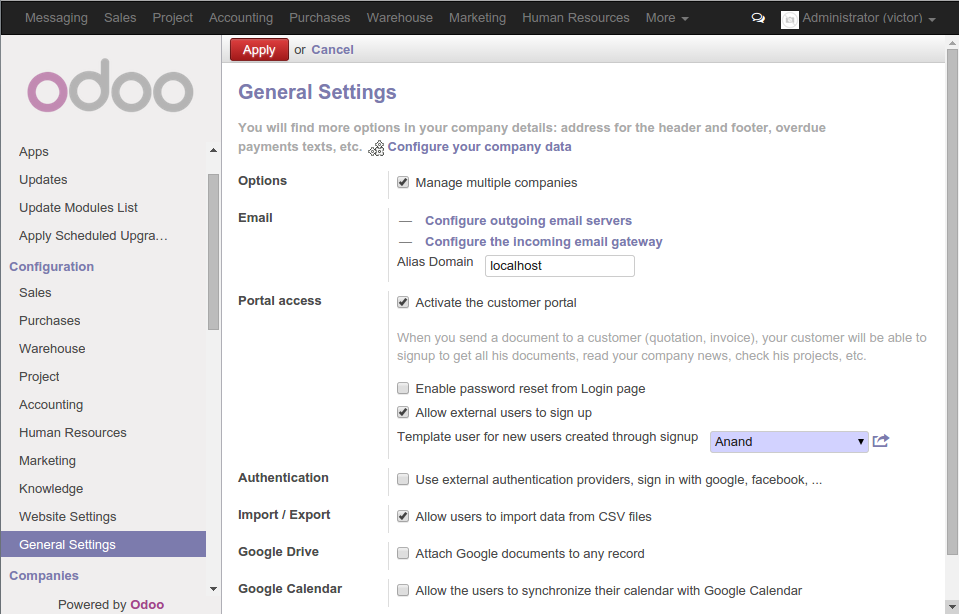 Messaging Sales Project Accounting Purchases Warehouse Marketing Human Resources More Administrator (victor)
odoo
Apps
Updates
Update Modules List
Apply Scheduled Upgra...
Configuration
Sales
Purchases
Warehouse
Project
Accounting
Human Resources
Marketing
Knowledge
Website Settings
General Settings
Companies
Powered by Odoo
Apply or Cancel
General Settings
You will find more options in your company details: address for the header and footer, overdue
payments texts, etc. Configure your company data
Options Manage multiple companies
Email — Configure outgoing email servers
— Configure the incoming email gateway
Alias Domain localhost
Portal access Activate the customer portal
When you send a document to a customer (quotation, invoice), your customer will be able to
signup to get all his documents, read your company news, check his projects, etc.
Enable password reset from Login page
Allow external users to sign up
Template user for new users created through signup Anand
Authentication Use external authentication providers, sign in with google, facebook, ...
Import / Export Allow users to import data from CSV files
Google Drive Attach Google documents to any record
Google Calendar Allow the users to synchronize their calendar with Google Calendar